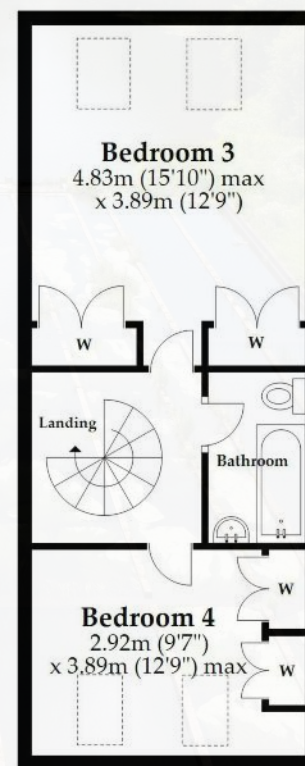 Bedroom 3
4.83m (15'10") max
x 3.89m (12'9")
W
W
Landing
Bathroom
Bedroom 4
2.92m (9'7")
x 3.89m (12'9") max
W
W